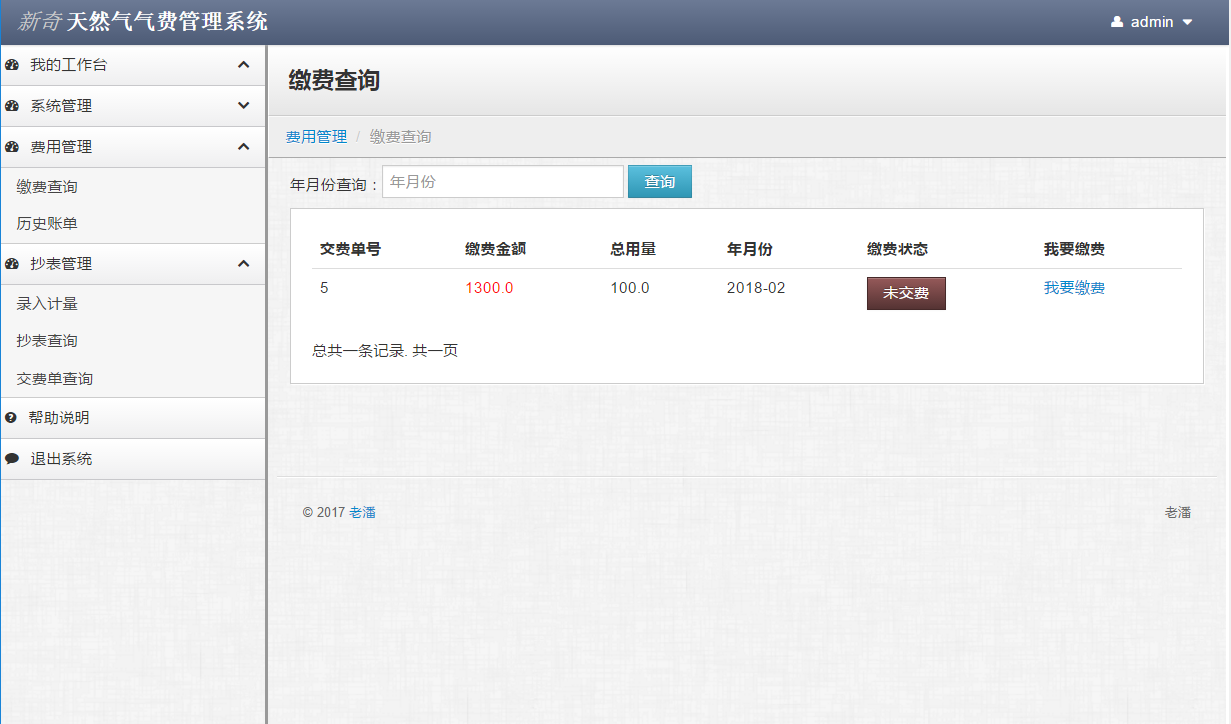 新奇 天然气气费管理系统
admin
我的工作台
系统管理
费用管理
缴费查询
历史账单
抄表管理
录入计量
抄表查询
交费单查询
帮助说明
退出系统
缴费查询
费用管理 / 缴费查询
年月份查询： 年月份 查询
交费单号 缴费金额 总用量 年月份 缴费状态 我要缴费
5 1300.0 100.0 2018-02 未交费 我要缴费
总共一条记录. 共一页
© 2017 老潘 老潘